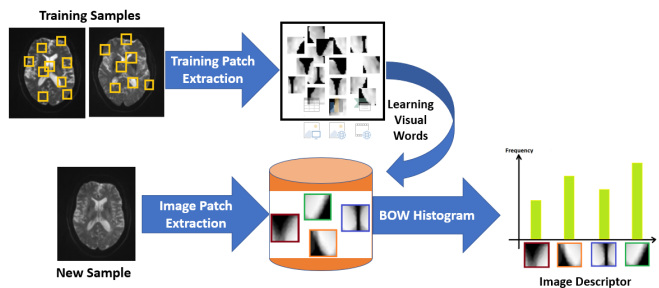 Training Samples
Training Patch
Extraction
Learning
Visual
Words
Image Patch
Extraction
BOW Histogram
Frequency
New Sample
Image Descriptor